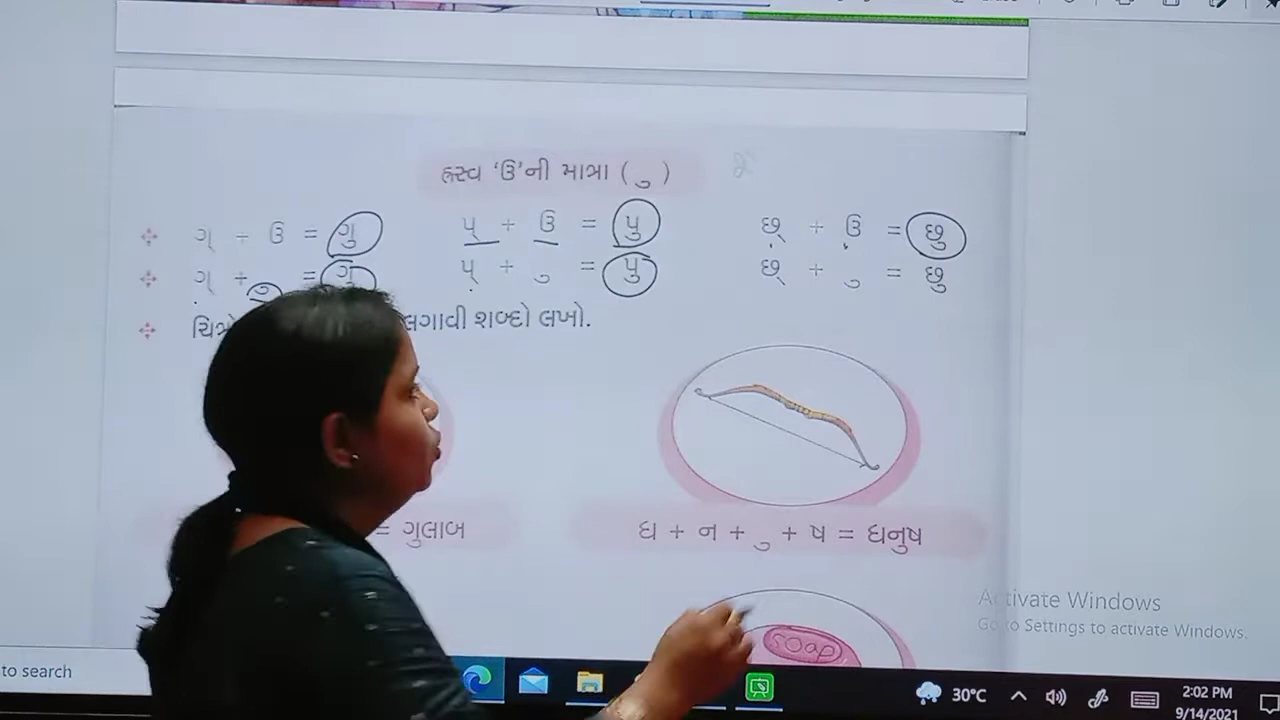 હ્રસ્વ ‘ઉ’ની માત્રા ( ુ )
ગ્ + ઉ = ગુ
પ્ + ઉ = પુ
છ્ + ઉ = છુ
ગ્ + ુ = ગુ
પ્ + ુ = પુ
છ્ + ુ = છુ
લગાવી શબ્દો લખો.
= ગુલાબ
ધ + ન + ુ + ષ = ધનુષ
soap
Activate Windows
Go to Settings to activate Windows.
to search
30°C
2:02 PM
9/14/2021